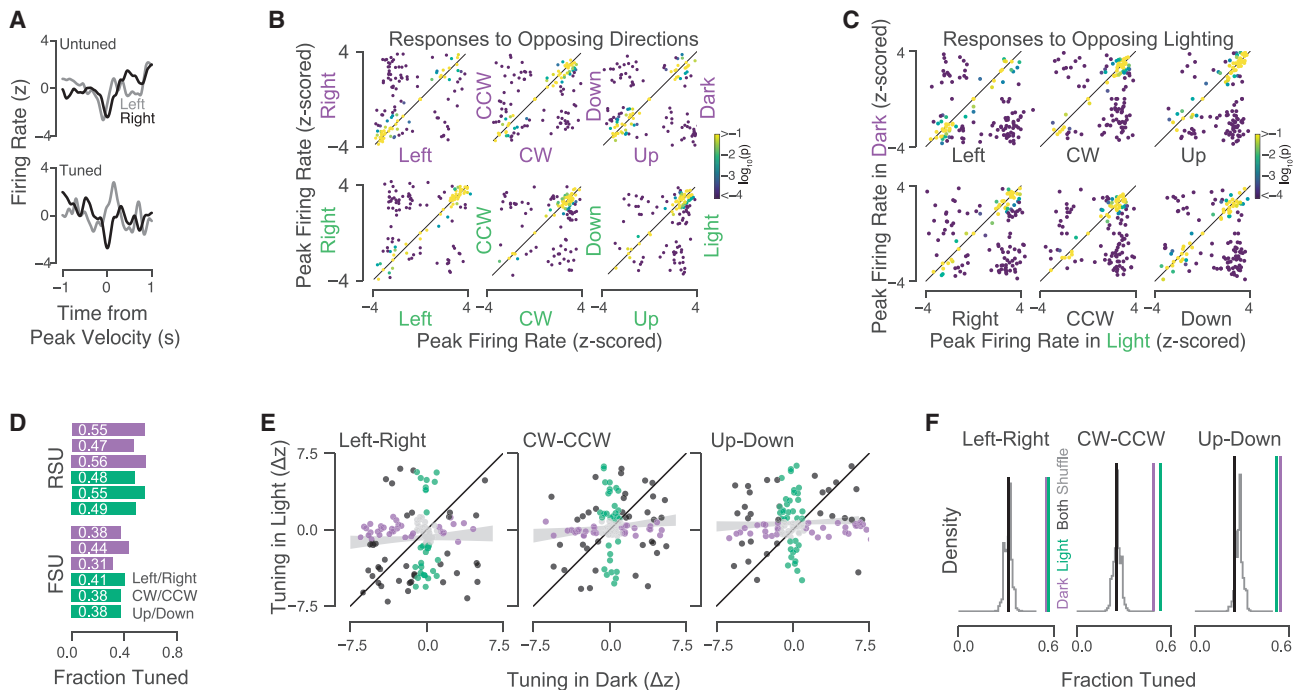 A
Untuned
4
0
−4
Left
Right
Tuned
4
0
−4
−1
0
1
Firing Rate (z)
Time from
Peak Velocity (s)
B
Responses to Opposing Directions
Peak Firing Rate (z-scored)
4
−4
Right
CCW
Down
Dark
Left
CW
Up
>−1
−2
−3
<−4
log10(p)
4
−4
Right
CCW
Down
Light
−4
4
−4
4
−4
4
Left
CW
Up
Peak Firing Rate (z-scored)
C
Responses to Opposing Lighting
Peak Firing Rate in Dark (z-scored)
4
−4
Left
CW
Up
>−1
−2
−3
<−4
log10(p)
4
−4
−4
4
−4
4
−4
4
Right
CCW
Down
Peak Firing Rate in Light (z-scored)
D
RSU
0.55
0.47
0.56
0.48
0.55
0.49
FSU
0.38
0.44
0.31
0.41 Left/Right
0.38 CW/CCW
0.38 Up/Down
0.0
0.4
0.8
Fraction Tuned
E
Left-Right
CW-CCW
Up-Down
Tuning in Light (Δz)
7.5
0.0
−7.5
−7.5
0.0
7.5
−7.5
0.0
7.5
−7.5
0.0
7.5
Tuning in Dark (Δz)
F
Left-Right
CW-CCW
Up-Down
Density
Dark Light Both Shuffle
0.0
0.6
0.0
0.6
0.0
0.6
Fraction Tuned